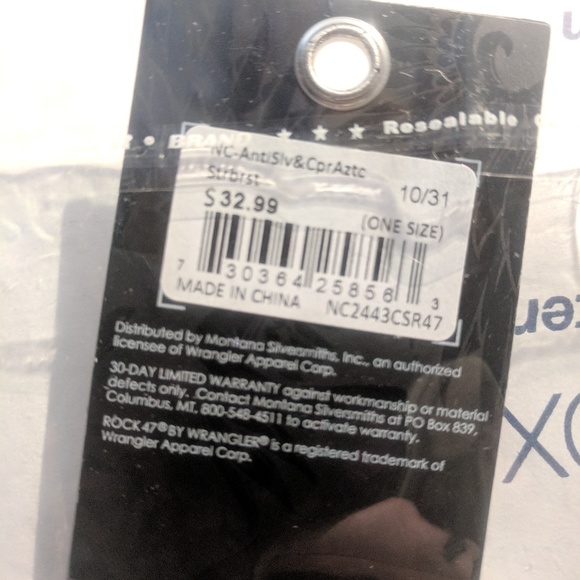 BRAND ★ ★ ★ Resealable
NC-AntiSlv&CprAztc
Strbrst
10/31
$32.99
(ONE SIZE)
7 30364 25856 3
MADE IN CHINA NC2443CSR47
Distributed by Montana Silversmiths, Inc., an authorized
licensee of Wrangler Apparel Corp.
30-DAY LIMITED WARRANTY against workmanship or material
defects only. Contact Montana Silversmiths at PO Box 839,
Columbus, MT. 800-548-4511 to activate warranty.
ROCK 47® BY WRANGLER® is a registered trademark of
Wrangler Apparel Corp.